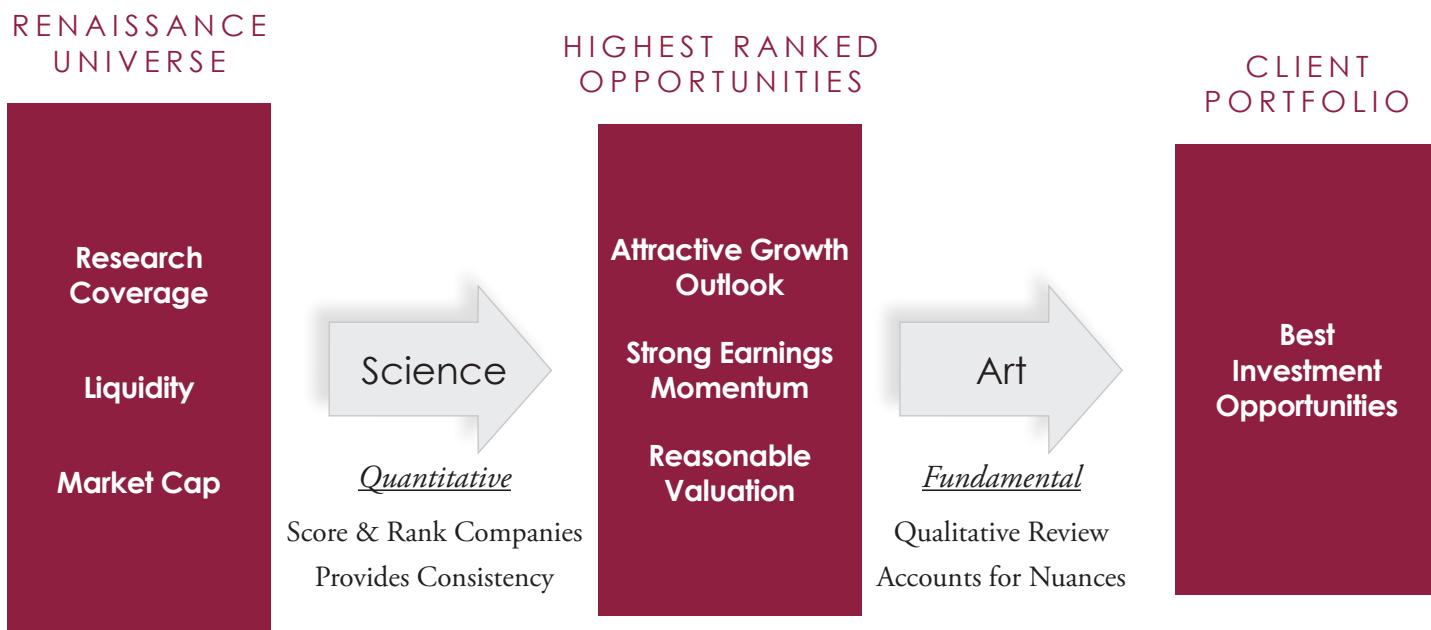 RENAISSANCE
UNIVERSE
Research
Coverage
Liquidity
Market Cap
Science
Quantitative
Score & Rank Companies
Provides Consistency
HIGHEST RANKED
OPPORTUNITIES
Attractive Growth
Outlook
Strong Earnings
Momentum
Reasonable
Valuation
Art
Fundamental
Qualitative Review
Accounts for Nuances
CLIENT
PORTFOLIO
Best
Investment
Opportunities